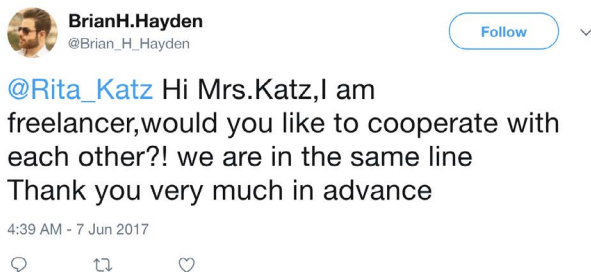 BrianH.Hayden
@Brian_H_Hayden
Follow
@Rita_Katz Hi Mrs.Katz,I am
freelancer,would you like to cooperate with
each other?! we are in the same line
Thank you very much in advance
4:39 AM - 7 Jun 2017